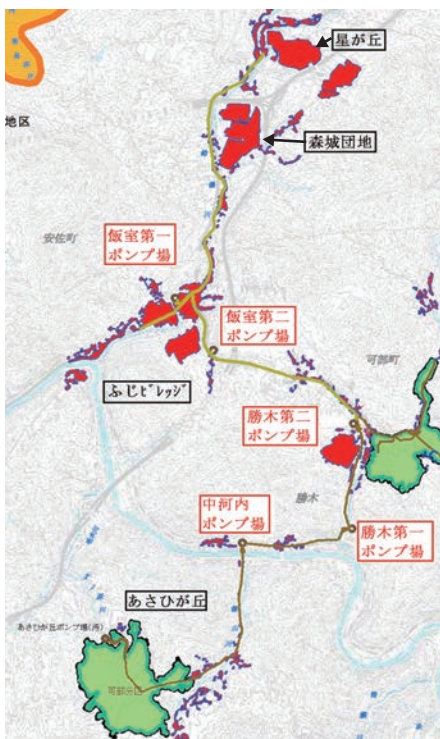 星が丘
地区
森城団地
安佐町
飯室第一
ポンプ場
飯室第二
ポンプ場
可部町
ふじビレッジ
勝木第二
ポンプ場
勝木
中河内
ポンプ場
勝木第一
ポンプ場
あさひが丘
あさひが丘ポンプ場(汚)
可部分区